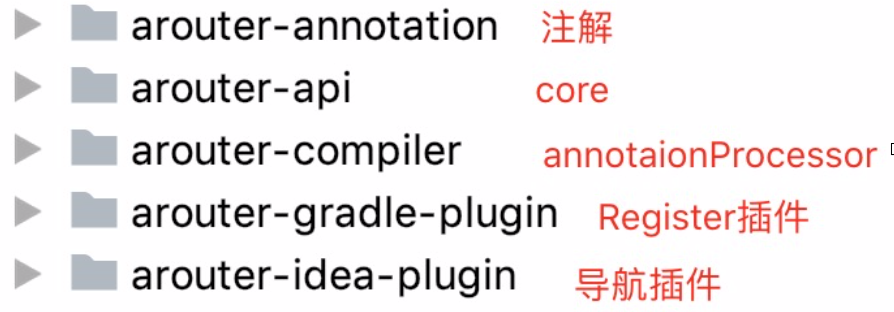 arouter-annotation 注解
arouter-api core
arouter-compiler annotaionProcessor
arouter-gradle-plugin Register插件
arouter-idea-plugin 导航插件